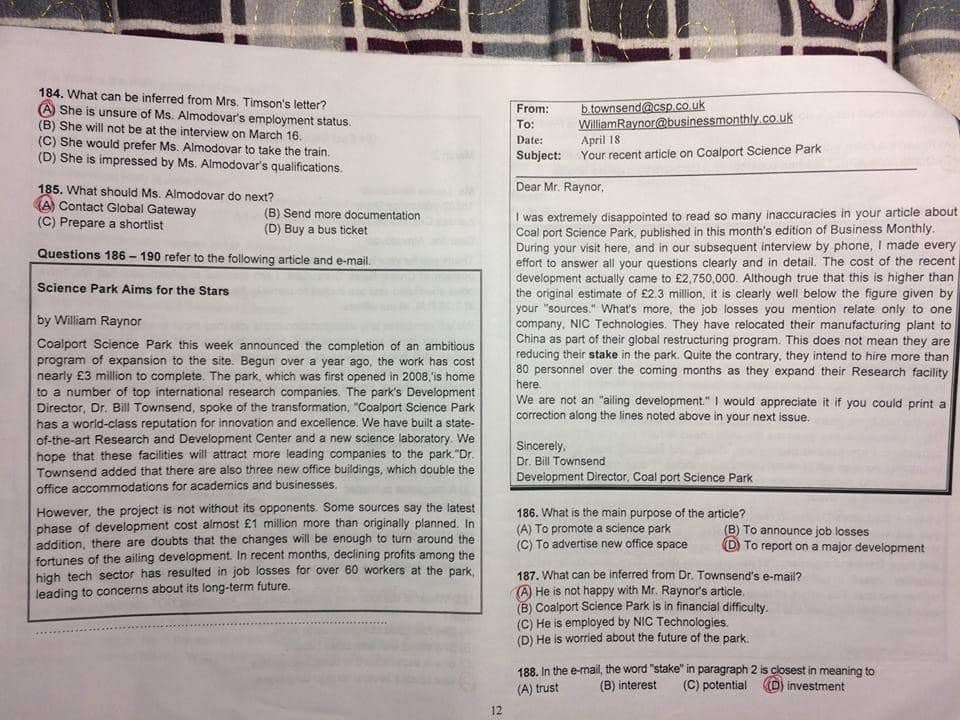 184. What can be inferred from Mrs. Timson's letter?
(A) She is unsure of Ms. Almodovar's employment status.
(B) She will not be at the interview on March 16.
(C) She would prefer Ms. Almodovar to take the train.
(D) She is impressed by Ms. Almodovar's qualifications.
185. What should Ms. Almodovar do next?
(A) Contact Global Gateway (B) Send more documentation
(C) Prepare a shortlist (D) Buy a bus ticket
Questions 186 – 190 refer to the following article and e-mail.
Science Park Aims for the Stars
by William Raynor
Coalport Science Park this week announced the completion of an ambitious
program of expansion to the site. Begun over a year ago, the work has cost
nearly £3 million to complete. The park, which was first opened in 2008,'is home
to a number of top international research companies. The park's Development
Director, Dr. Bill Townsend, spoke of the transformation, "Coalport Science Park
has a world-class reputation for innovation and excellence. We have built a state-
of-the-art Research and Development Center and a new science laboratory. We
hope that these facilities will attract more leading companies to the park."Dr.
Townsend added that there are also three new office buildings, which double the
office accommodations for academics and businesses.
However, the project is not without its opponents. Some sources say the latest
phase of development cost almost £1 million more than originally planned. In
addition, there are doubts that the changes will be enough to turn around the
fortunes of the ailing development. In recent months, declining profits among the
high tech sector has resulted in job losses for over 60 workers at the park,
leading to concerns about its long-term future.
From: b.townsend@csp.co.uk
To: WilliamRaynor@businessmonthly.co.uk
Date: April 18
Subject: Your recent article on Coalport Science Park
Dear Mr. Raynor,
I was extremely disappointed to read so many inaccuracies in your article about
Coal port Science Park, published in this month's edition of Business Monthly.
During your visit here, and in our subsequent interview by phone, I made every
effort to answer all your questions clearly and in detail. The cost of the recent
development actually came to £2,750,000. Although true that this is higher than
the original estimate of £2.3 million, it is clearly well below the figure given by
your "sources." What's more, the job losses you mention relate only to one
company, NIC Technologies. They have relocated their manufacturing plant to
China as part of their global restructuring program. This does not mean they are
reducing their stake in the park. Quite the contrary, they intend to hire more than
80 personnel over the coming months as they expand their Research facility
here.
We are not an "ailing development." I would appreciate it if you could print a
correction along the lines noted above in your next issue.
Sincerely,
Dr. Bill Townsend
Development Director, Coal port Science Park
186. What is the main purpose of the article?
(A) To promote a science park (B) To announce job losses
(C) To advertise new office space (D) To report on a major development
187. What can be inferred from Dr. Townsend's e-mail?
(A) He is not happy with Mr. Raynor's article.
(B) Coalport Science Park is in financial difficulty.
(C) He is employed by NIC Technologies.
(D) He is worried about the future of the park.
188. In the e-mail, the word "stake" in paragraph 2 is closest in meaning to
(A) trust (B) interest (C) potential (D) investment
12